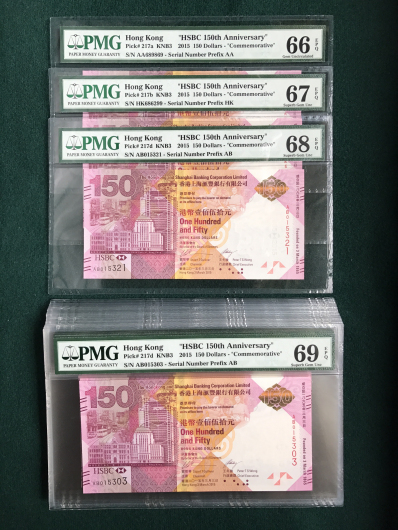 PMG
PAPER MONEY GUARANTY
Hong Kong "HSBC 150th Anniversary"
Pick# 217a KNB3 2015 150 Dollars - "Commemorative"
S/N AA689869 - Serial Number Prefix AA
66 EPQ
Gem Uncirculated
PMG
PAPER MONEY GUARANTY
Hong Kong "HSBC 150th Anniversary"
Pick# 217b KNB3 2015 150 Dollars - "Commemorative"
S/N HK686299 - Serial Number Prefix HK
67 EPQ
Superb Gem Unc
PMG
PAPER MONEY GUARANTY
Hong Kong "HSBC 150th Anniversary"
Pick# 217d KNB3 2015 150 Dollars - "Commemorative"
S/N AB015321 - Serial Number Prefix AB
68 EPQ
Superb Gem Unc
150
Shanghai Banking Corporation Limited
香港上海滙豐銀行有限公司
港幣壹佰伍拾元
One Hundred
and Fifty
HSBC
AB015321
AB015321
PMG
PAPER MONEY GUARANTY
Hong Kong "HSBC 150th Anniversary"
Pick# 217d KNB3 2015 150 Dollars - "Commemorative"
S/N AB015303 - Serial Number Prefix AB
69 EPQ
Superb Gem Unc
150
Shanghai Banking Corporation Limited
香港上海滙豐銀行有限公司
港幣壹佰伍拾元
One Hundred
and Fifty
150
HSBC
AB015303
AB015303